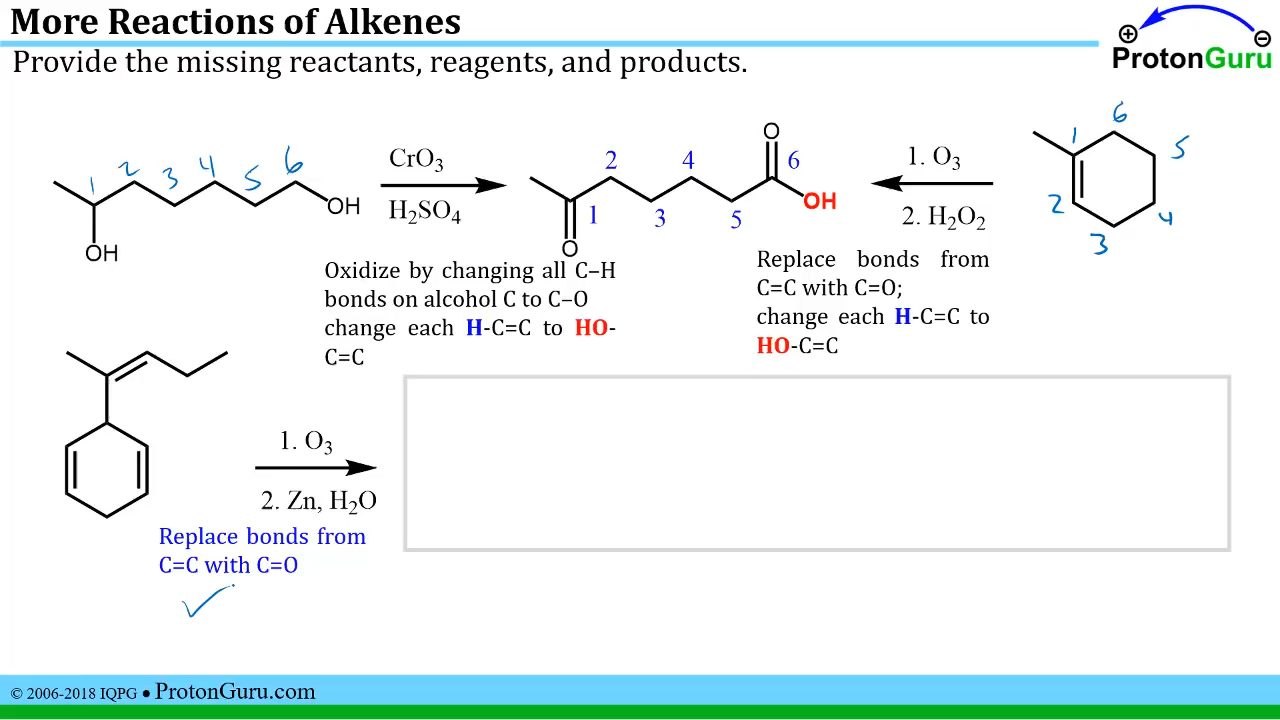 More Reactions of Alkenes
⊕ ⊖
ProtonGuru
Provide the missing reactants, reagents, and products.
1 2 3 4 5 6
OH
OH
CrO3
H2SO4
O
O
OH
1 2 3 4 5 6
1. O3
2. H2O2
1 2 3 4 5 6
Oxidize by changing all C–H
bonds on alcohol C to C–O
change each H-C=C to HO-
C=C
Replace bonds from
C=C with C=O;
change each H-C=C to
HO-C=C
1. O3
2. Zn, H2O
Replace bonds from
C=C with C=O
© 2006-2018 IQPG ● ProtonGuru.com